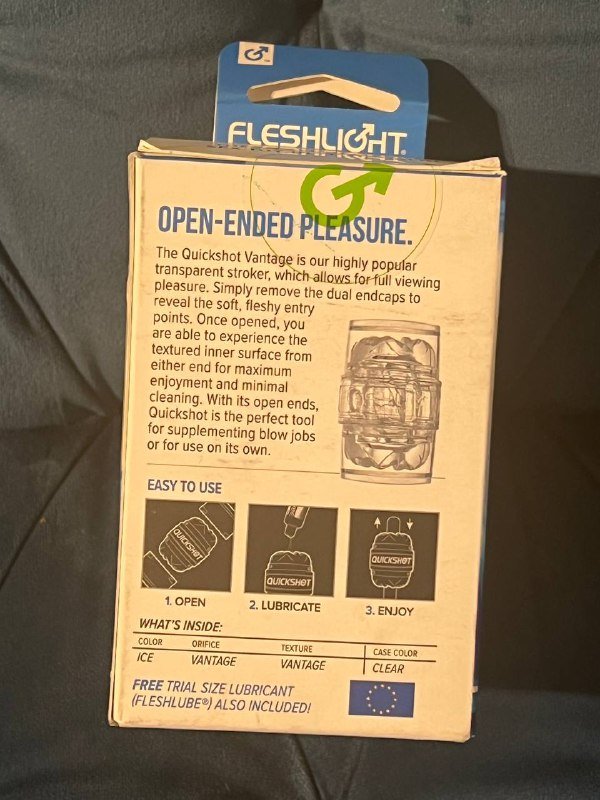 FLESHLIGHT
OPEN-ENDED PLEASURE.
The Quickshot Vantage is our highly popular
transparent stroker, which allows for full viewing
pleasure. Simply remove the dual endcaps to
reveal the soft, fleshy entry
points. Once opened, you
are able to experience the
textured inner surface from
either end for maximum
enjoyment and minimal
cleaning. With its open ends,
Quickshot is the perfect tool
for supplementing blow jobs
or for use on its own.
EASY TO USE
QUICKSHOT
QUICKSHOT
QUICKSHOT
1. OPEN 2. LUBRICATE 3. ENJOY
WHAT'S INSIDE:
COLOR ORIFICE TEXTURE CASE COLOR
ICE VANTAGE VANTAGE CLEAR
FREE TRIAL SIZE LUBRICANT
(FLESHLUBE®) ALSO INCLUDED!